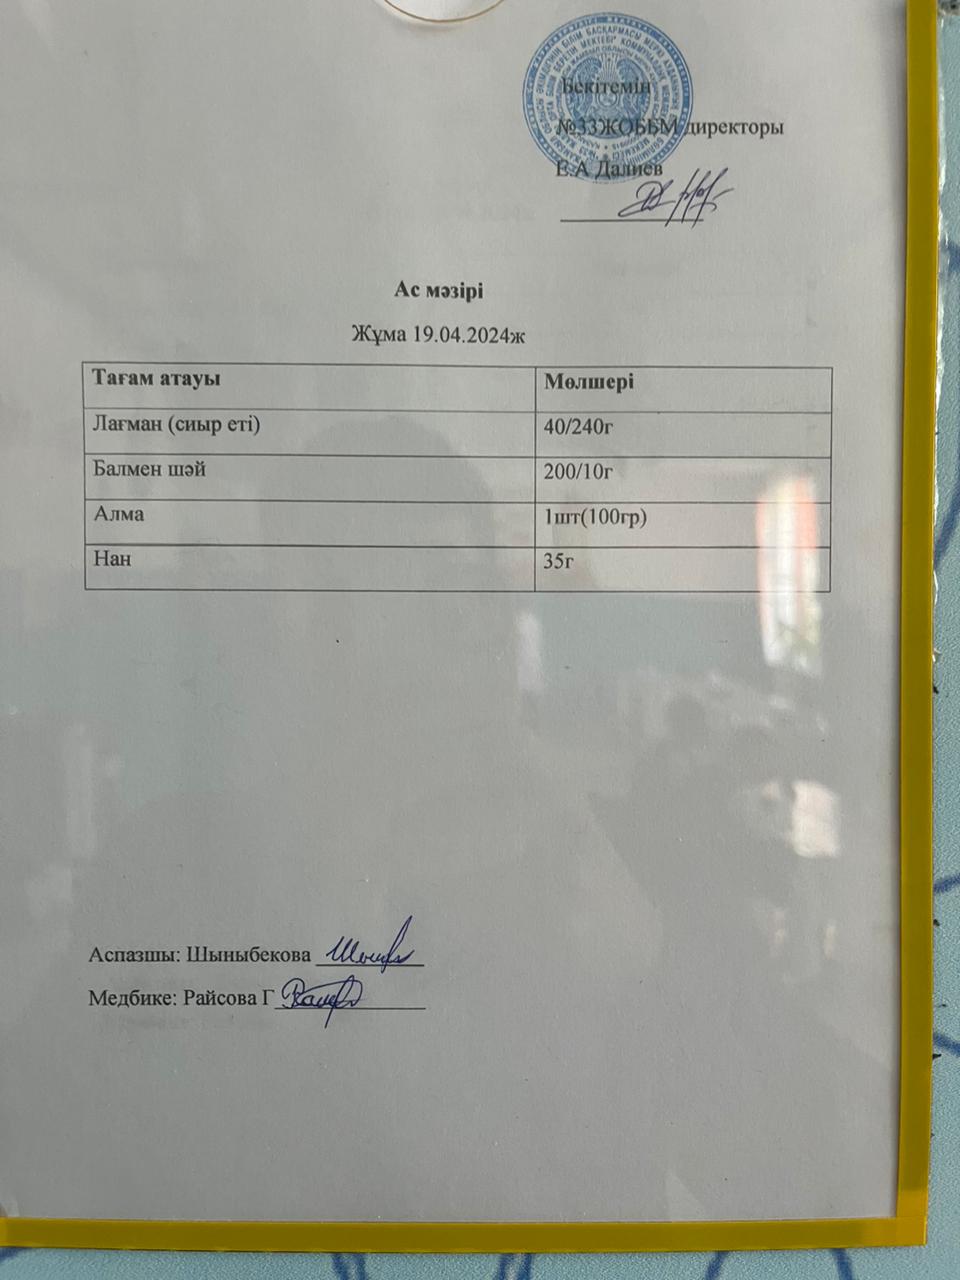 Бекітемін
№33ЖОББМ директоры
Е.А Далиев
Ас мәзірі
Жұма 19.04.2024ж
Тағам атауы Мөлшері
Лағман (сиыр еті) 40/240г
Балмен шәй 200/10г
Алма 1шт(100гр)
Нан 35г
Аспазшы: Шыныбекова
Медбике: Райсова Г